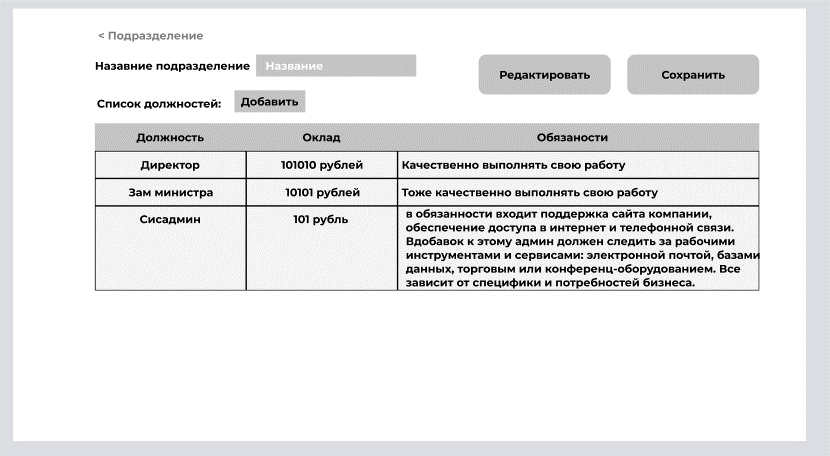 < Подразделение
Назавние подразделение Название Редактировать Сохранить
Список должностей: Добавить
Должность Оклад Обязаности
Директор 101010 рублей Качественно выполнять свою работу
Зам министра 10101 рублей Тоже качественно выполнять свою работу
Сисадмин 101 рубль в обязанности входит поддержка сайта компании,
обеспечение доступа в интернет и телефонной связи.
Вдобавок к этому админ должен следить за рабочими
инструментами и сервисами: электронной почтой, базами
данных, торговым или конференц-оборудованием. Все
зависит от специфики и потребностей бизнеса.